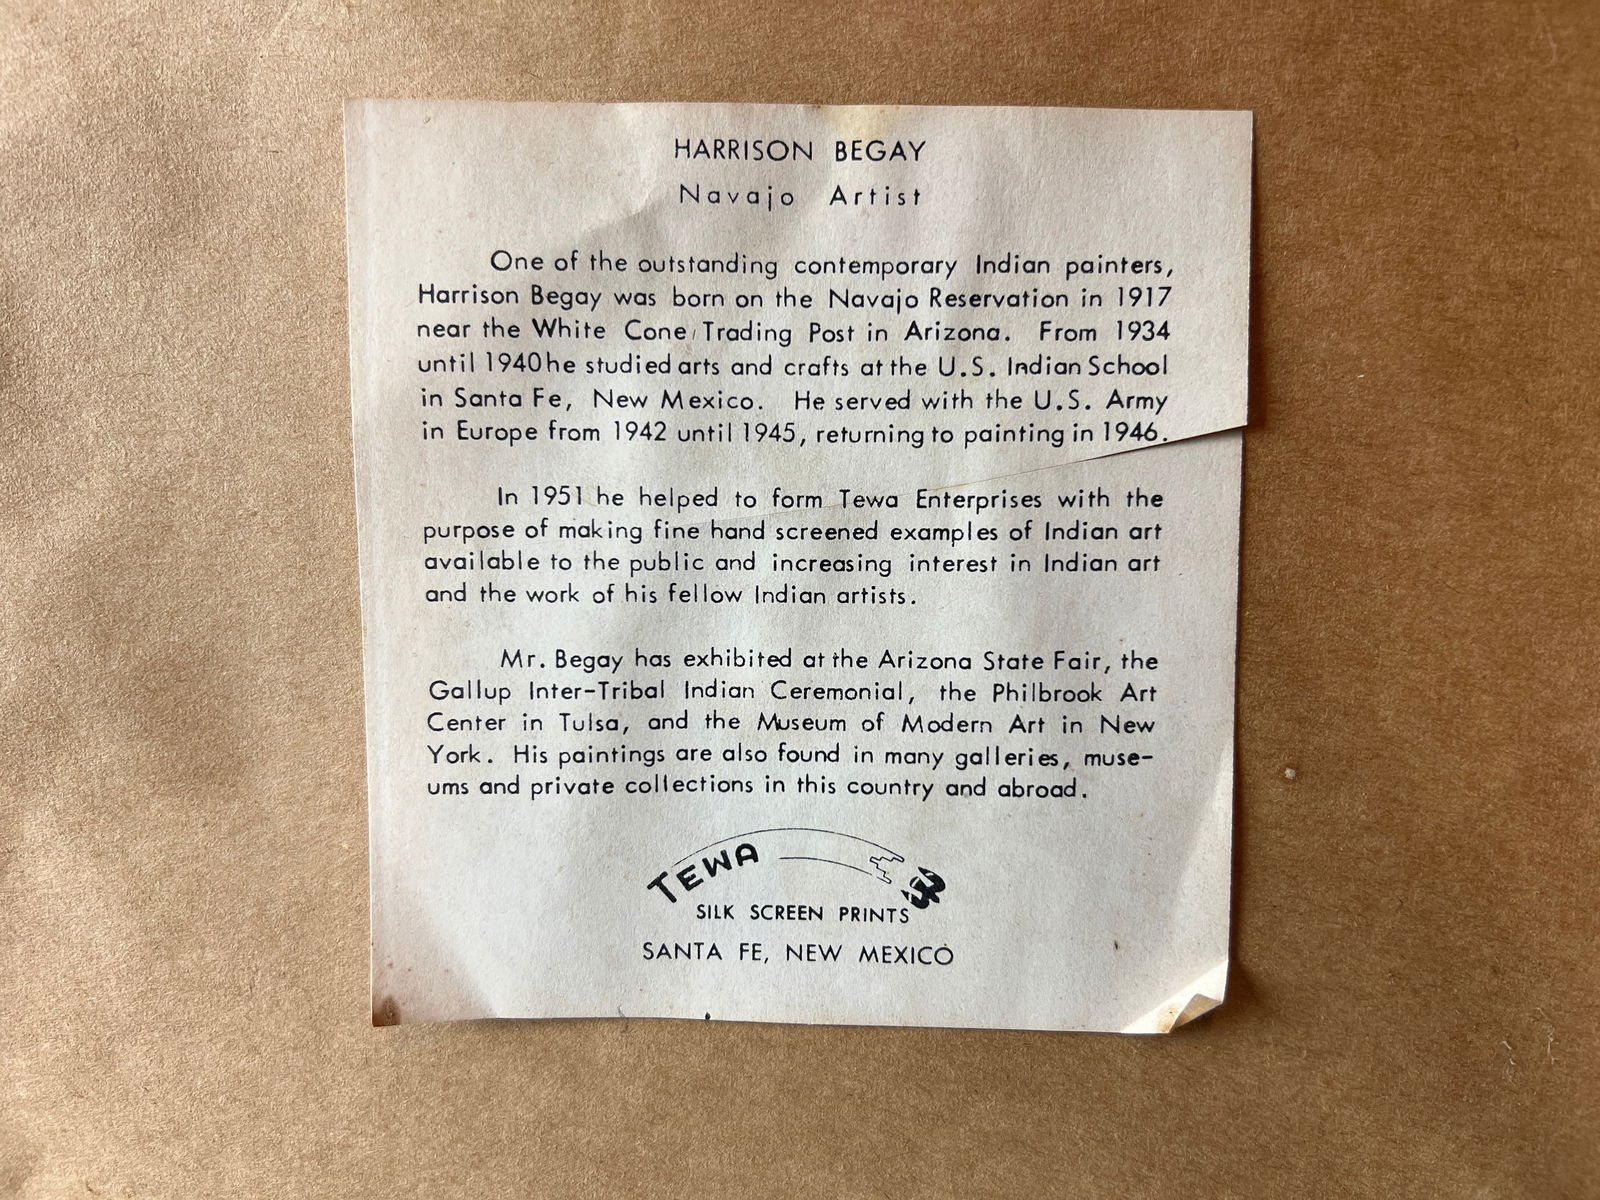 HARRISON BEGAY
Navajo Artist
One of the outstanding contemporary Indian painters,
Harrison Begay was born on the Navajo Reservation in 1917
near the White Cone Trading Post in Arizona. From 1934
until 1940 he studied arts and crafts at the U.S. Indian School
in Santa Fe, New Mexico. He served with the U.S. Army
in Europe from 1942 until 1945, returning to painting in 1946.
In 1951 he helped to form Tewa Enterprises with the
purpose of making fine hand screened examples of Indian art
available to the public and increasing interest in Indian art
and the work of his fellow Indian artists.
Mr. Begay has exhibited at the Arizona State Fair, the
Gallup Inter-Tribal Indian Ceremonial, the Philbrook Art
Center in Tulsa, and the Museum of Modern Art in New
York. His paintings are also found in many galleries, muse-
ums and private collections in this country and abroad.
TEWA
SILK SCREEN PRINTS
SANTA FE, NEW MEXICO